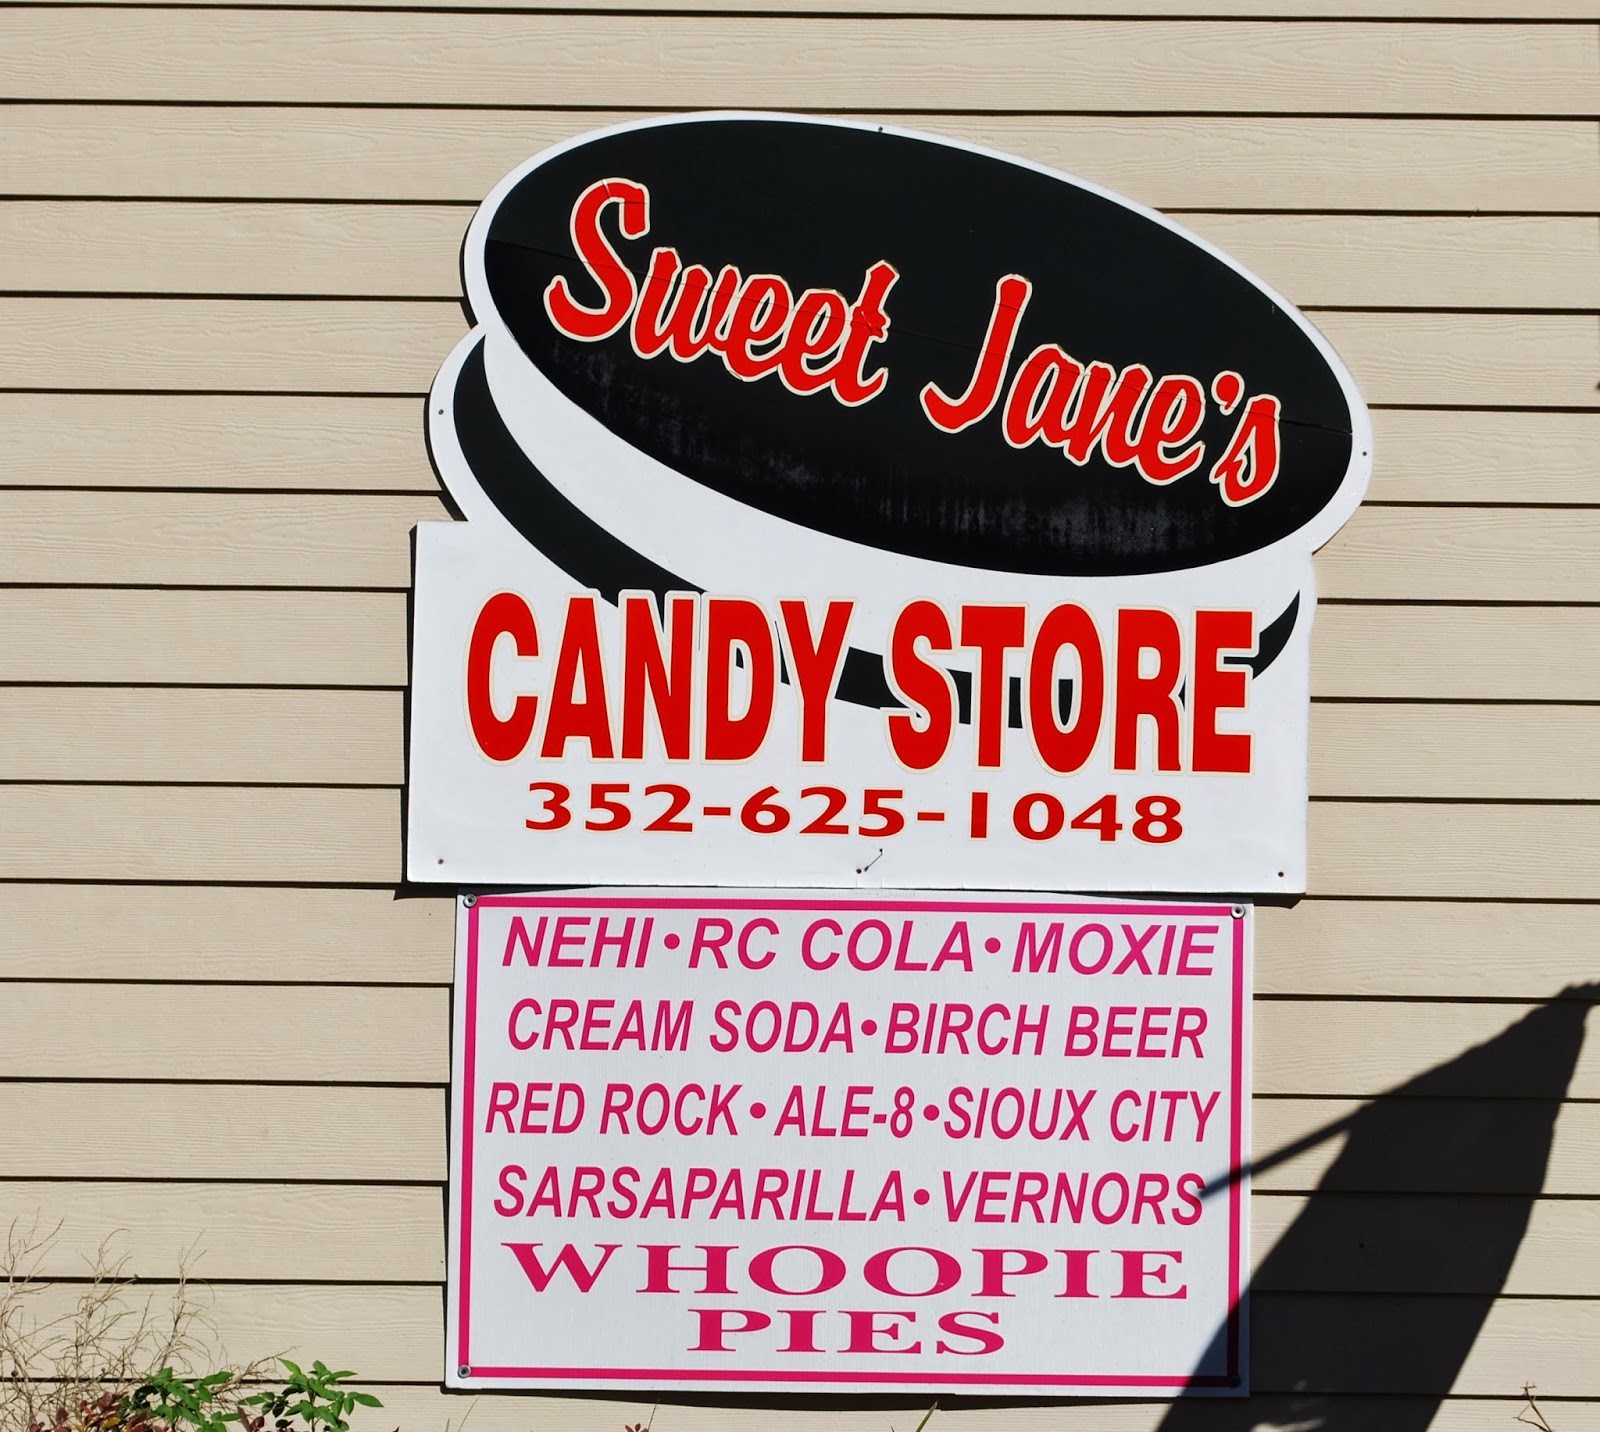 Sweet Jane's
CANDY STORE
352-625-1048
NEHI•RC COLA•MOXIE
CREAM SODA•BIRCH BEER
RED ROCK•ALE-8•SIOUX CITY
SARSAPARILLA•VERNORS
WHOOPIE
PIES